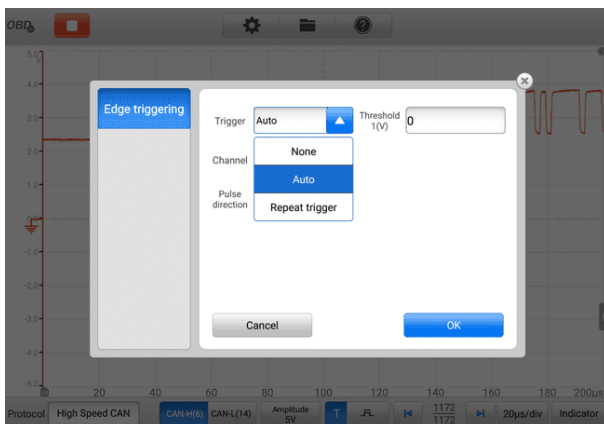 OBD
5.0
4.0
3.0
2.0
1.0
0.0
-1.0
-2.0
-3.0
-4.0
-5.0
Edge triggering
Trigger Auto Threshold 1(V) 0
Channel
None
Auto
Repeat trigger
Pulse
direction
Cancel OK
0 20 40 60 80 100 120 140 160 180 200μs
Protocol High Speed CAN CAN-H(6) CAN-L(14) Amplitude 5V T 1172 1172 20μs/div Indicator